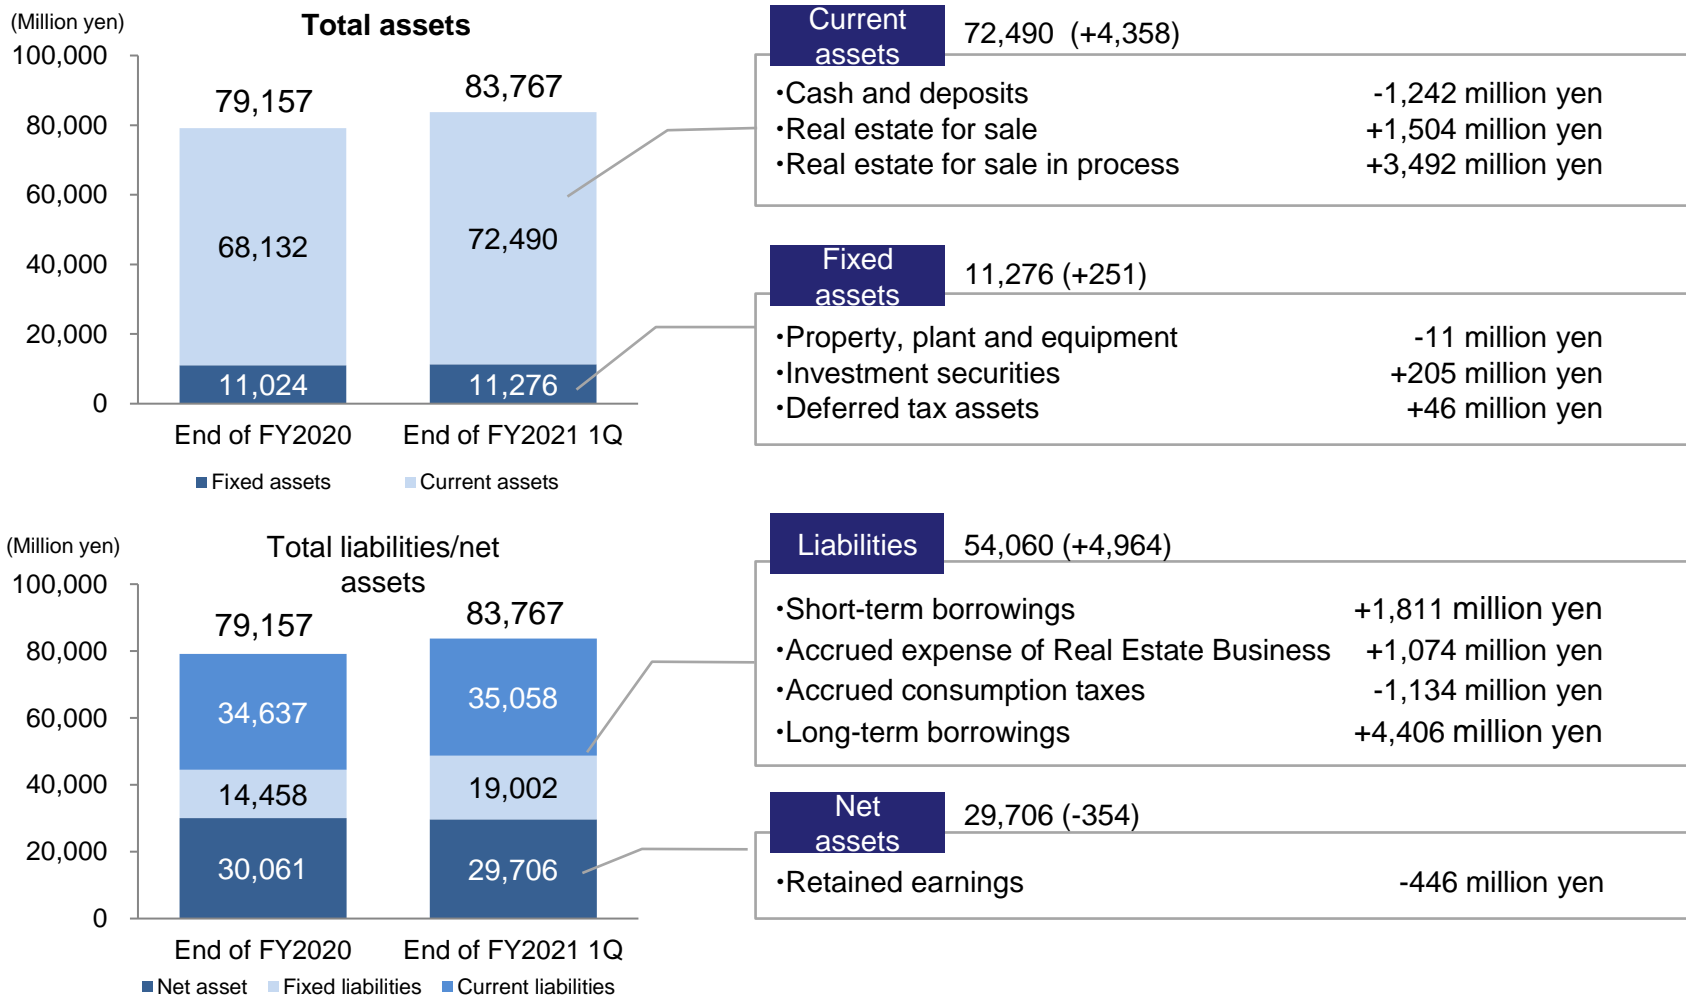 (Million yen)
Total assets
100,000
80,000
60,000
40,000
20,000
0
79,157
83,767
68,132
72,490
11,024
11,276
End of FY2020
End of FY2021 1Q
Fixed assets
Current assets
Current
assets
72,490 (+4,358)
・Cash and deposits -1,242 million yen
・Real estate for sale +1,504 million yen
・Real estate for sale in process +3,492 million yen
Fixed
assets
11,276 (+251)
・Property, plant and equipment -11 million yen
・Investment securities +205 million yen
・Deferred tax assets +46 million yen
(Million yen)
Total liabilities/net
assets
100,000
80,000
60,000
40,000
20,000
0
79,157
83,767
34,637
35,058
14,458
19,002
30,061
29,706
End of FY2020
End of FY2021 1Q
Net asset
Fixed liabilities
Current liabilities
Liabilities
54,060 (+4,964)
・Short-term borrowings +1,811 million yen
・Accrued expense of Real Estate Business +1,074 million yen
・Accrued consumption taxes -1,134 million yen
・Long-term borrowings +4,406 million yen
Net
assets
29,706 (-354)
・Retained earnings -446 million yen